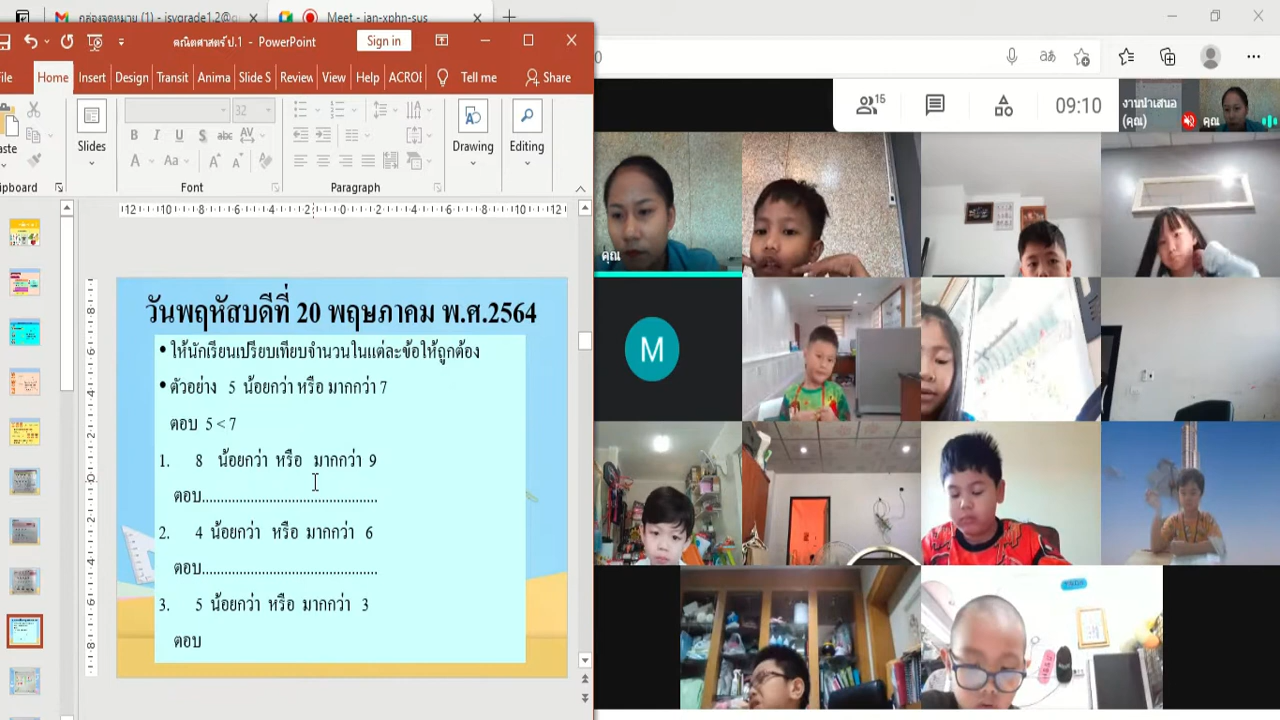 กล่องจดหมาย (1) - isygrade1.2@g
Meet - ian-xphn-sus
คณิตศาสตร์ ป.1 - PowerPoint
Sign in
Home Insert Design Transit Anima Slide S Review View Help ACROI Tell me Share
32
Slides
Drawing
Editing
Font
Paragraph
15
09:10
งานนำเสนอ
(คุณ)
คุณ
คุณ
M
วันพฤหัสบดีที่ 20 พฤษภาคม พ.ศ.2564
• ให้นักเรียนเปรียบเทียบจำนวนในแต่ละข้อให้ถูกต้อง
• ตัวอย่าง 5 น้อยกว่า หรือ มากกว่า 7
ตอบ 5 < 7
1. 8 น้อยกว่า หรือ มากกว่า 9
ตอบ...............................................
2. 4 น้อยกว่า หรือ มากกว่า 6
ตอบ...............................................
3. 5 น้อยกว่า หรือ มากกว่า 3
ตอบ